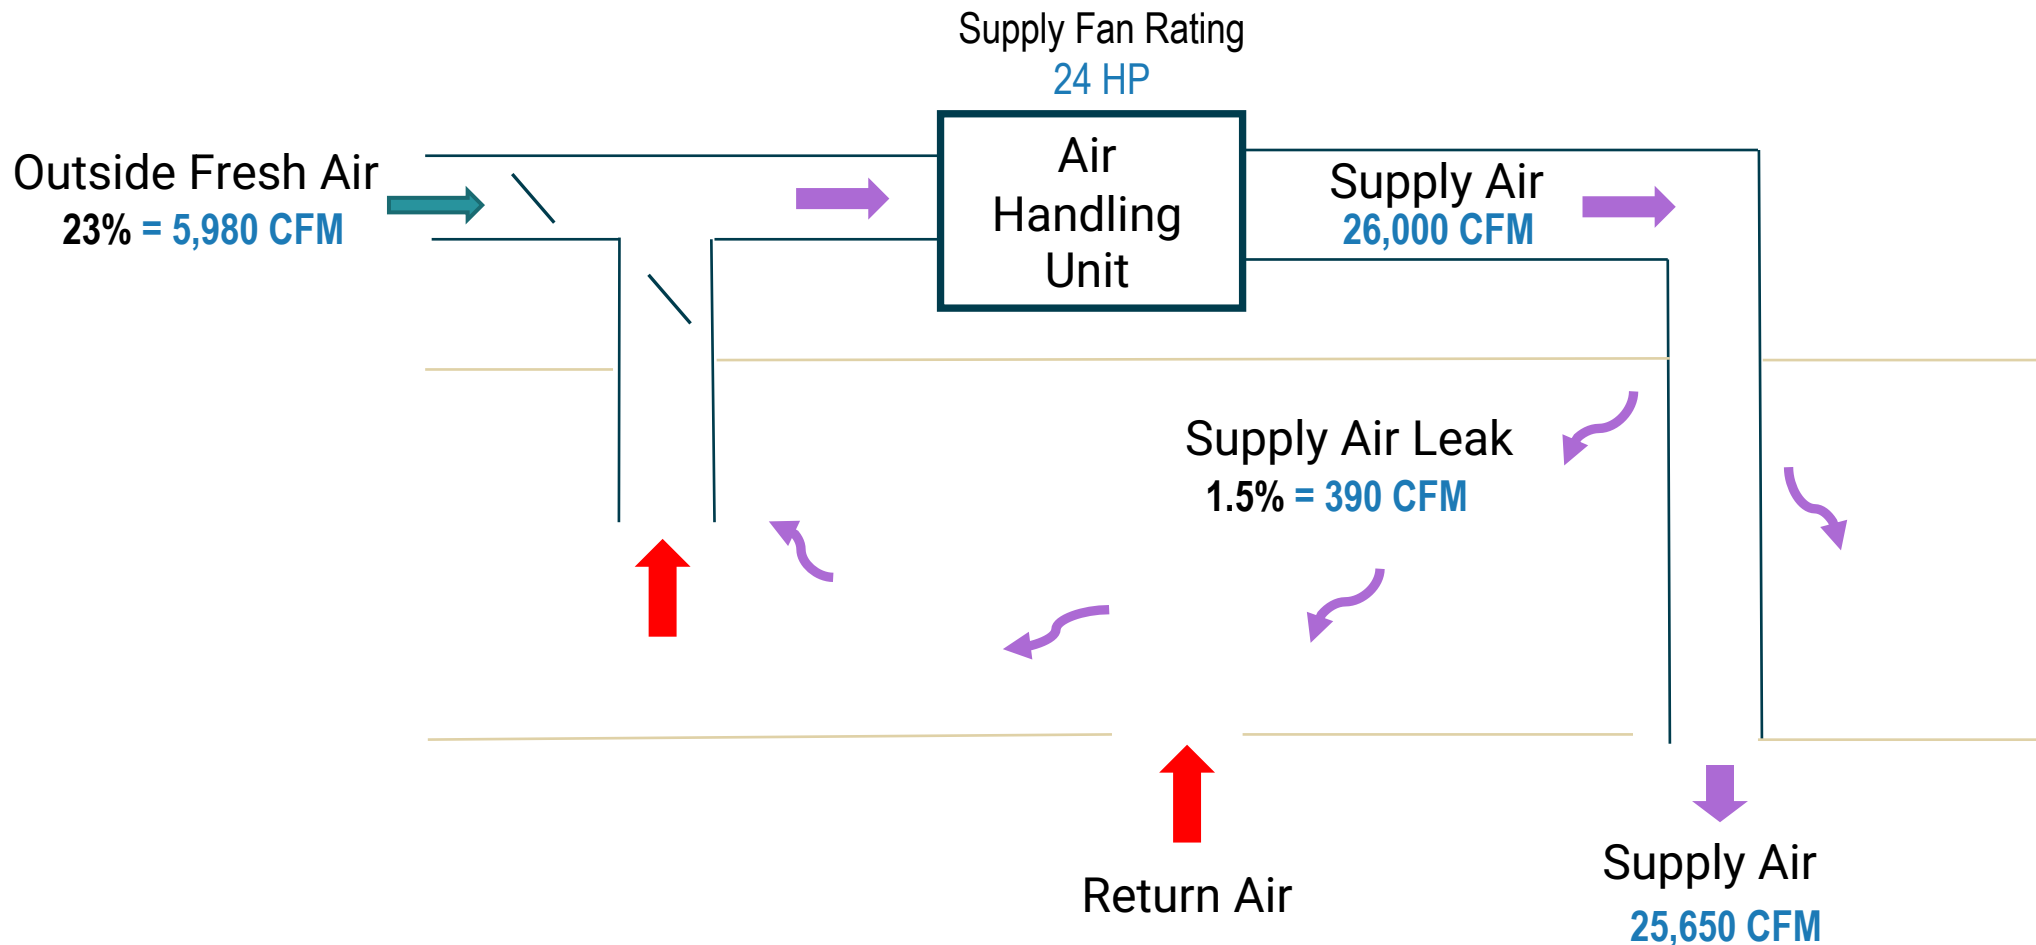 Supply Fan Rating
24 HP
Outside Fresh Air
23% = 5,980 CFM
Air
Handling
Unit
Supply Air
26,000 CFM
Supply Air Leak
1.5% = 390 CFM
Return Air
Supply Air
25,650 CFM